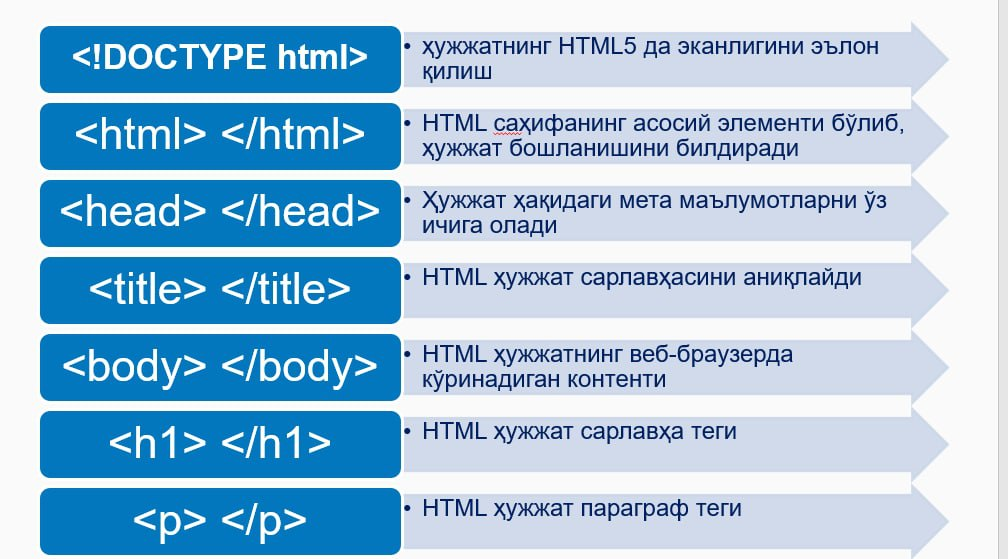 <!DOCTYPE html>
• ҳужжатнинг HTML5 да эканлигини эълон
қилиш
<html> </html>
• HTML саҳифанинг асосий элементи бўлиб,
ҳужжат бошланишини билдиради
<head> </head>
• Ҳужжат ҳақидаги мета маълумотларни ўз
ичига олади
<title> </title>
• HTML ҳужжат сарлавҳасини аниқлайди
<body> </body>
• HTML ҳужжатнинг веб-браузерда
кўринадиган контенти
<h1> </h1>
• HTML ҳужжат сарлавҳа теги
<p> </p>
• HTML ҳужжат параграф теги